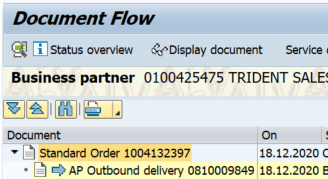 Document Flow
Status overview Display document Service
Business partner 0100425475 TRIDENT SALES
Document On
Standard Order 1004132397 18.12.2020
AP Outbound delivery 0810009849 18.12.2020